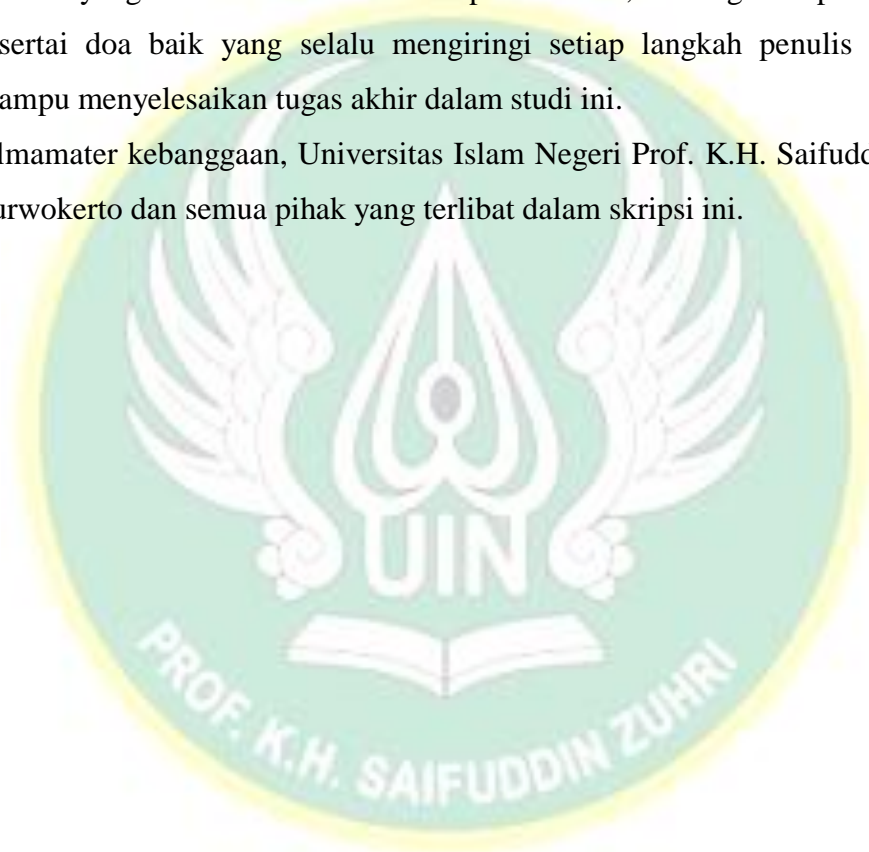 sertai doa baik yang selalu mengiringi setiap langkah penulis
ampu menyelesaikan tugas akhir dalam studi ini.
lmamater kebanggaan, Universitas Islam Negeri Prof. K.H. Saifudd
urwokerto dan semua pihak yang terlibat dalam skripsi ini.
UIN
PROF. K.H. SAIFUDDIN ZUHRI